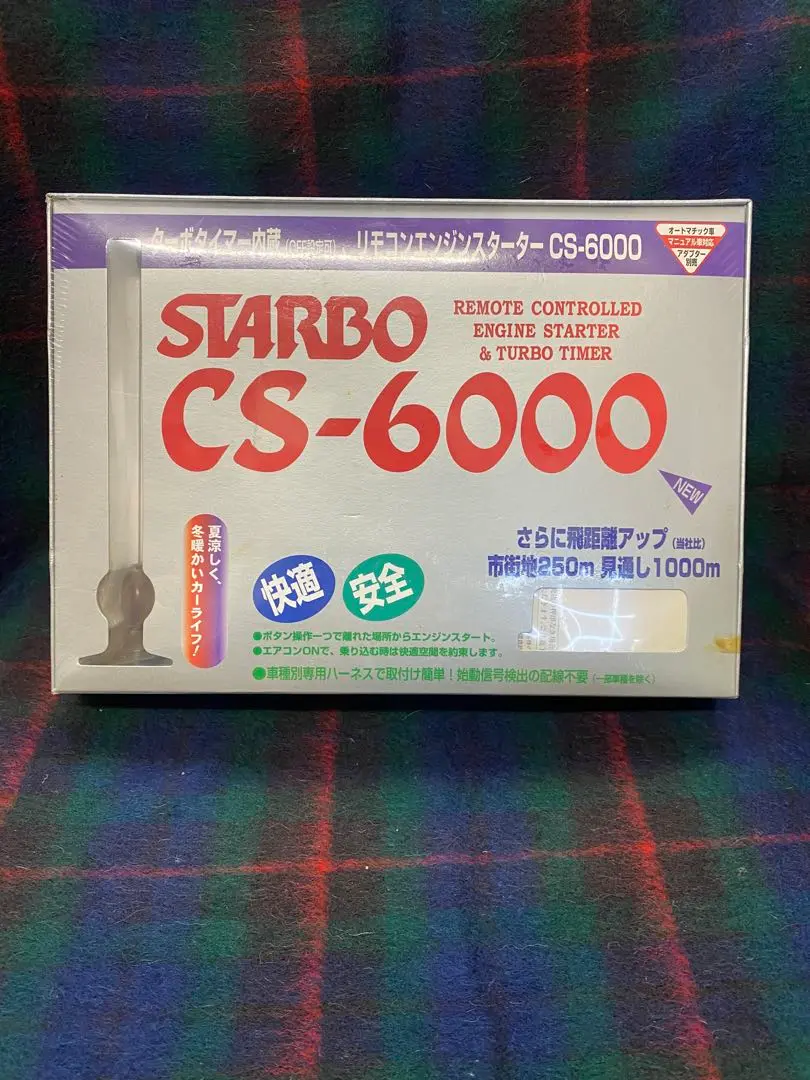 ターボタイマー内蔵(OFF設定可)・リモコンエンジンスターター CS-6000
オートマチック車
マニュアル車対応
アダプター
別売
STARBO
REMOTE CONTROLLED
ENGINE STARTER
& TURBO TIMER
CS-6000
NEW
さらに飛距離アップ(当社比)
市街地250m 見通し1000m
夏涼しく、
冬暖かいカーライフ!
快適
安全
●ボタン操作一つで離れた場所からエンジンスタート。
●エアコンONで、乗り込む時は快適空間を約束します。
●車種別専用ハーネスで取付け簡単!始動信号検出の配線不要(一部車種を除く)